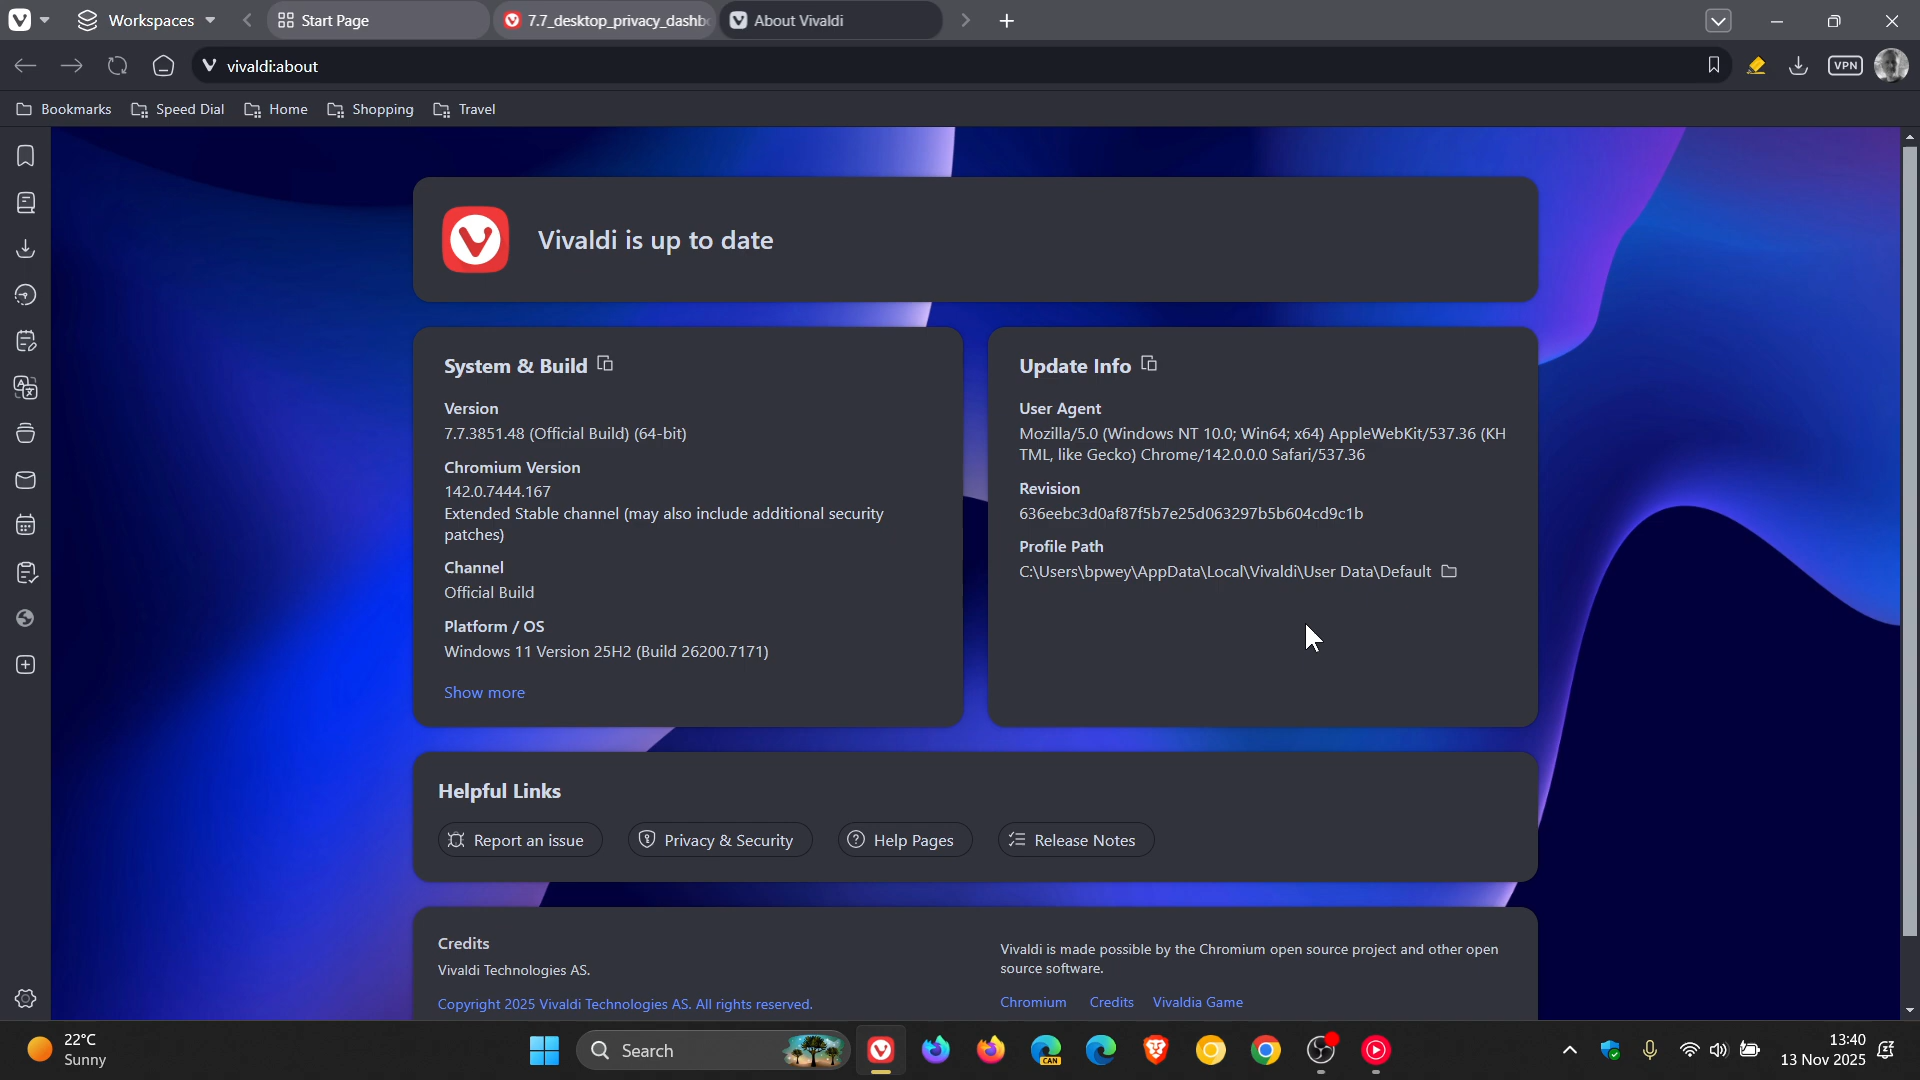 Workspaces
Start Page
7.7_desktop_privacy_dashb
About Vivaldi
vivaldi:about
VPN
Bookmarks
Speed Dial
Home
Shopping
Travel
Vivaldi is up to date
System & Build
Version
7.7.3851.48 (Official Build) (64-bit)
Chromium Version
142.0.7444.167
Extended Stable channel (may also include additional security
patches)
Channel
Official Build
Platform / OS
Windows 11 Version 25H2 (Build 26200.7171)
Show more
Update Info
User Agent
Mozilla/5.0 (Windows NT 10.0; Win64; x64) AppleWebKit/537.36 (KH
TML, like Gecko) Chrome/142.0.0.0 Safari/537.36
Revision
636eebc3d0af87f5b7e25d063297b5b604cd9c1b
Profile Path
C:\Users\bpwey\AppData\Local\Vivaldi\User Data\Default
Helpful Links
Report an issue
Privacy & Security
Help Pages
Release Notes
Credits
Vivaldi Technologies AS.
Copyright 2025 Vivaldi Technologies AS. All rights reserved.
Vivaldi is made possible by the Chromium open source project and other open
source software.
Chromium
Credits
Vivaldia Game
22°C
Sunny
Search
CAN
13:40
13 Nov 2025